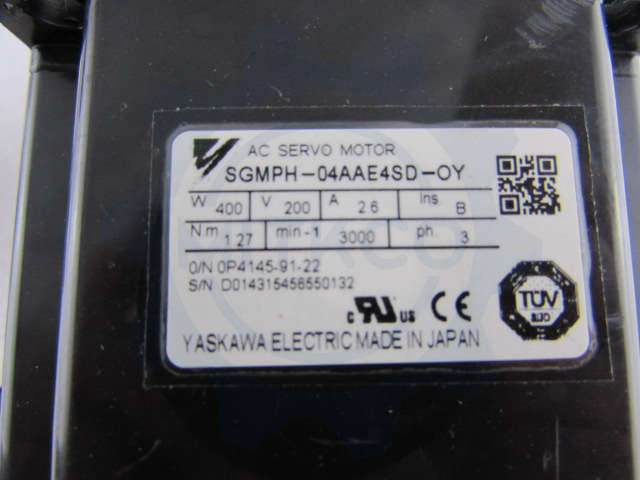 AC SERVO MOTOR
SGMPH-04AAE4SD-OY
W 400 V 200 A 2.6 Ins. B
N.m 1.27 min-1 3000 ph. 3
O/N 0P4145-91-22
S/N D014315456550132
c UR us CE TÜV
YASKAWA ELECTRIC MADE IN JAPAN